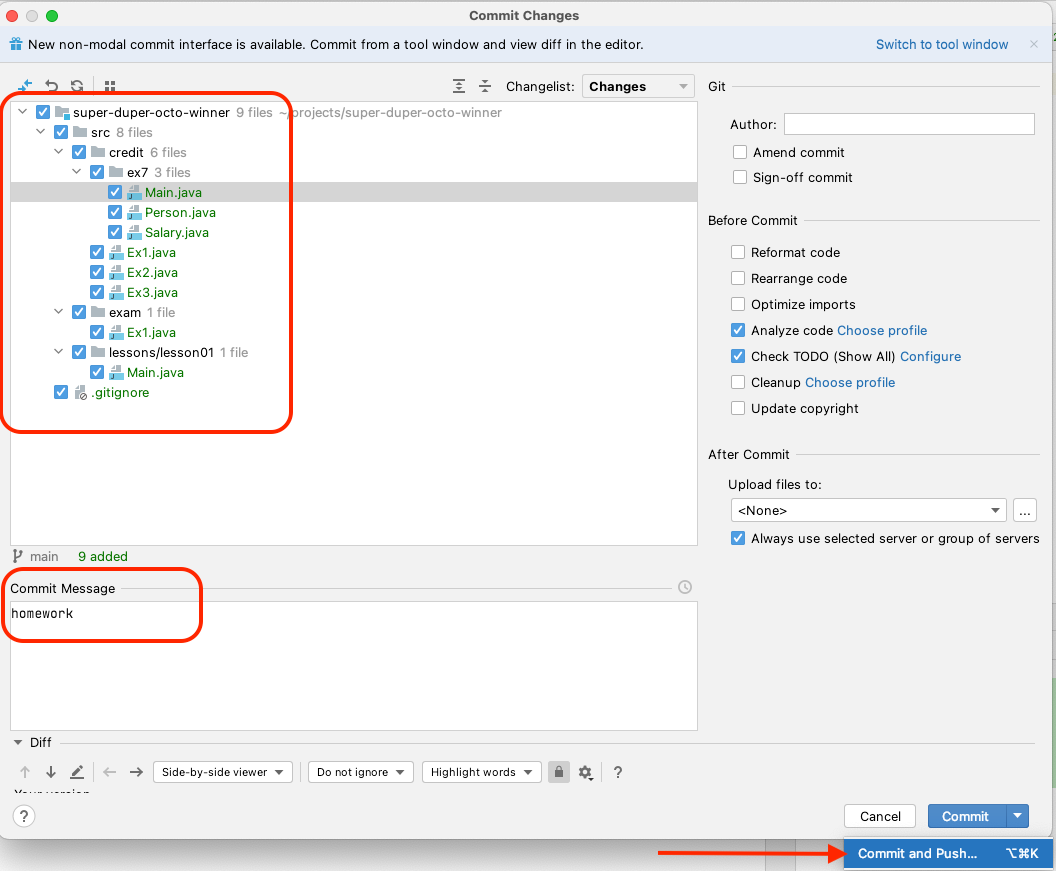 Commit Changes
New non-modal commit interface is available. Commit from a tool window and view diff in the editor.
Switch to tool window
Changelist: Changes
super-duper-octo-winner 9 files ~/projects/super-duper-octo-winner
src 8 files
credit 6 files
ex7 3 files
Main.java
Person.java
Salary.java
Ex1.java
Ex2.java
Ex3.java
exam 1 file
Ex1.java
lessons/lesson01 1 file
Main.java
.gitignore
main 9 added
Commit Message
homework
Git
Author:
Amend commit
Sign-off commit
Before Commit
Reformat code
Rearrange code
Optimize imports
Analyze code Choose profile
Check TODO (Show All) Configure
Cleanup Choose profile
Update copyright
After Commit
Upload files to:
<None>
...
Always use selected server or group of servers
Diff
Side-by-side viewer
Do not ignore
Highlight words
?
Your version
?
Cancel
Commit
Commit and Push... ⌥⌘K